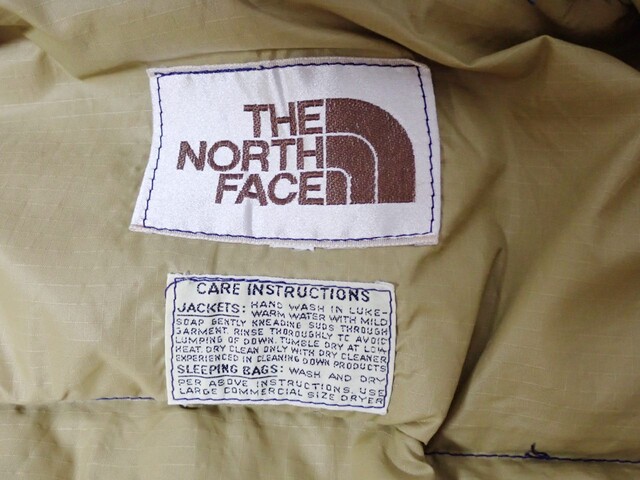 THE
NORTH
FACE
CARE INSTRUCTIONS
JACKETS: HAND WASH IN LUKE-
WARM WATER WITH MILD
SOAP GENTLY KNEADING SUDS THROUGH
GARMENT. RINSE THOROUGHLY TO AVOID
LUMPING OF DOWN. TUMBLE DRY AT LOW
HEAT. DRY CLEAN ONLY WITH DRY CLEANER
EXPERIENCED IN CLEANING DOWN PRODUCTS
SLEEPING BAGS: WASH AND DRY
PER ABOVE INSTRUCTIONS. USE
LARGE COMMERCIAL SIZE DRYER